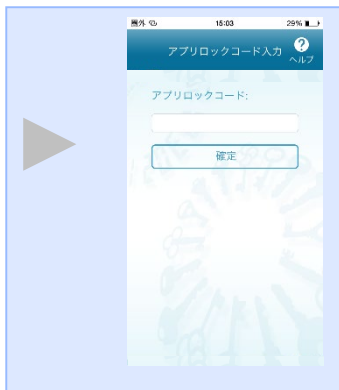 圏外 15:03 29%
アプリロックコード入力 ?
ヘルプ
アプリロックコード:
確定